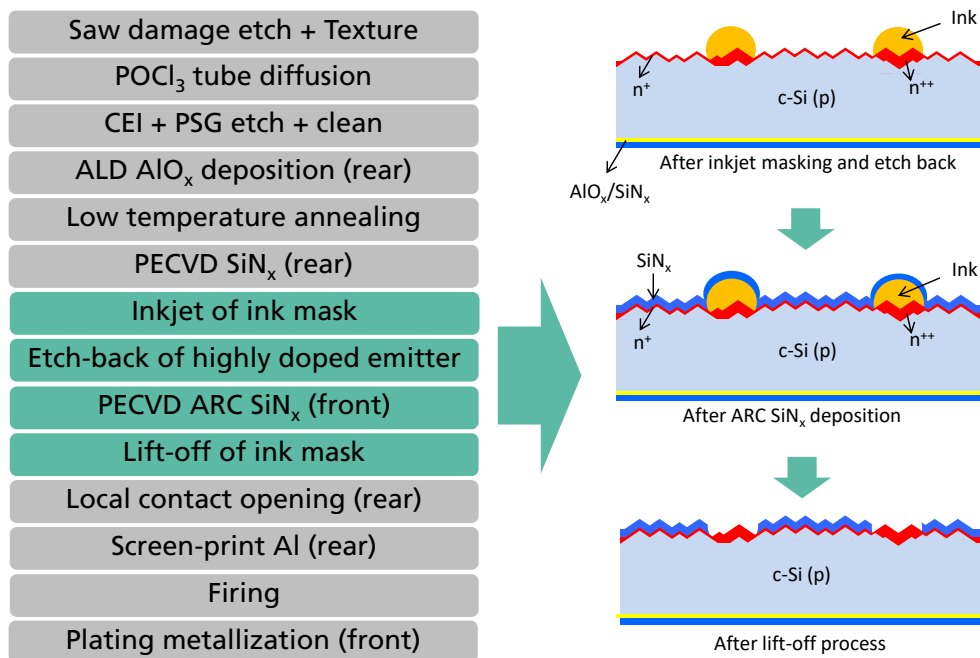 Saw damage etch + Texture
POCl₃ tube diffusion
CEI + PSG etch + clean
ALD AlOₓ deposition (rear)
Low temperature annealing
PECVD SiNₓ (rear)
Inkjet of ink mask
Etch-back of highly doped emitter
PECVD ARC SiNₓ (front)
Lift-off of ink mask
Local contact opening (rear)
Screen-print Al (rear)
Firing
Plating metallization (front)
Ink
n⁺
n⁺⁺
c-Si (p)
After inkjet masking and etch back
AlOₓ/SiNₓ
SiNₓ
Ink
n⁺
n⁺⁺
c-Si (p)
After ARC SiNₓ deposition
c-Si (p)
After lift-off process